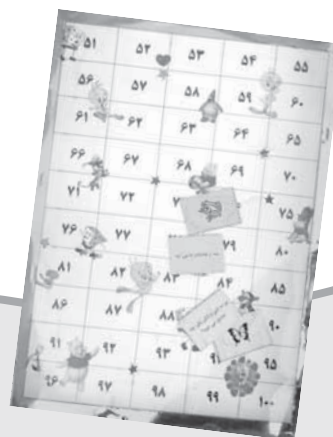 ۵۱ ۵۲ ۵۳ ۵۴ ۵۵
۵۶ ۵۷ ۵۸ ۵۹ ۶۰
۶۱ ۶۲ ۶۳ ۶۴ ۶۵
۶۶ ۶۷ ۶۸ ۶۹ ۷۰
۷۱ ۷۲ ۷۵
۷۶ ۷۷ ۷۹ ۸۰
۸۱ ۸۲ ۸۳ ۸۴ ۸۵
۸۶ ۸۷ ۸۸ ۹۰
۹۱ ۹۲ ۹۳ ۹۵
۹۶ ۹۷ ۹۸ ۹۹ ۱۰۰